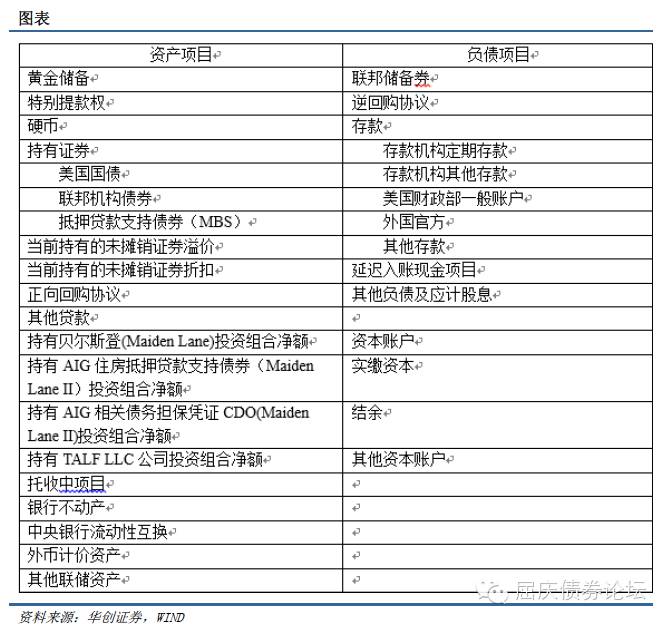 图表
资产项目 负债项目
黄金储备 联邦储备券
特别提款权 逆回购协议
硬币 存款
持有证券 存款机构定期存款
美国国债 存款机构其他存款
联邦机构债券 美国财政部一般账户
抵押贷款支持债券（MBS） 外国官方
当前持有的未摊销证券溢价 其他存款
当前持有的未摊销证券折扣 延迟入账现金项目
正向回购协议 其他负债及应计股息
其他贷款
持有贝尔斯登(Maiden Lane)投资组合净额 资本账户
持有 AIG 住房抵押贷款支持债券（Maiden 实缴资本
Lane II）投资组合净额
持有 AIG 相关债务担保凭证 CDO(Maiden 结余
Lane II)投资组合净额
持有 TALF LLC 公司投资组合净额 其他资本账户
托收中项目
银行不动产
中央银行流动性互换
外币计价资产
其他联储资产
屈庆债券论坛
资料来源：华创证券，WIND